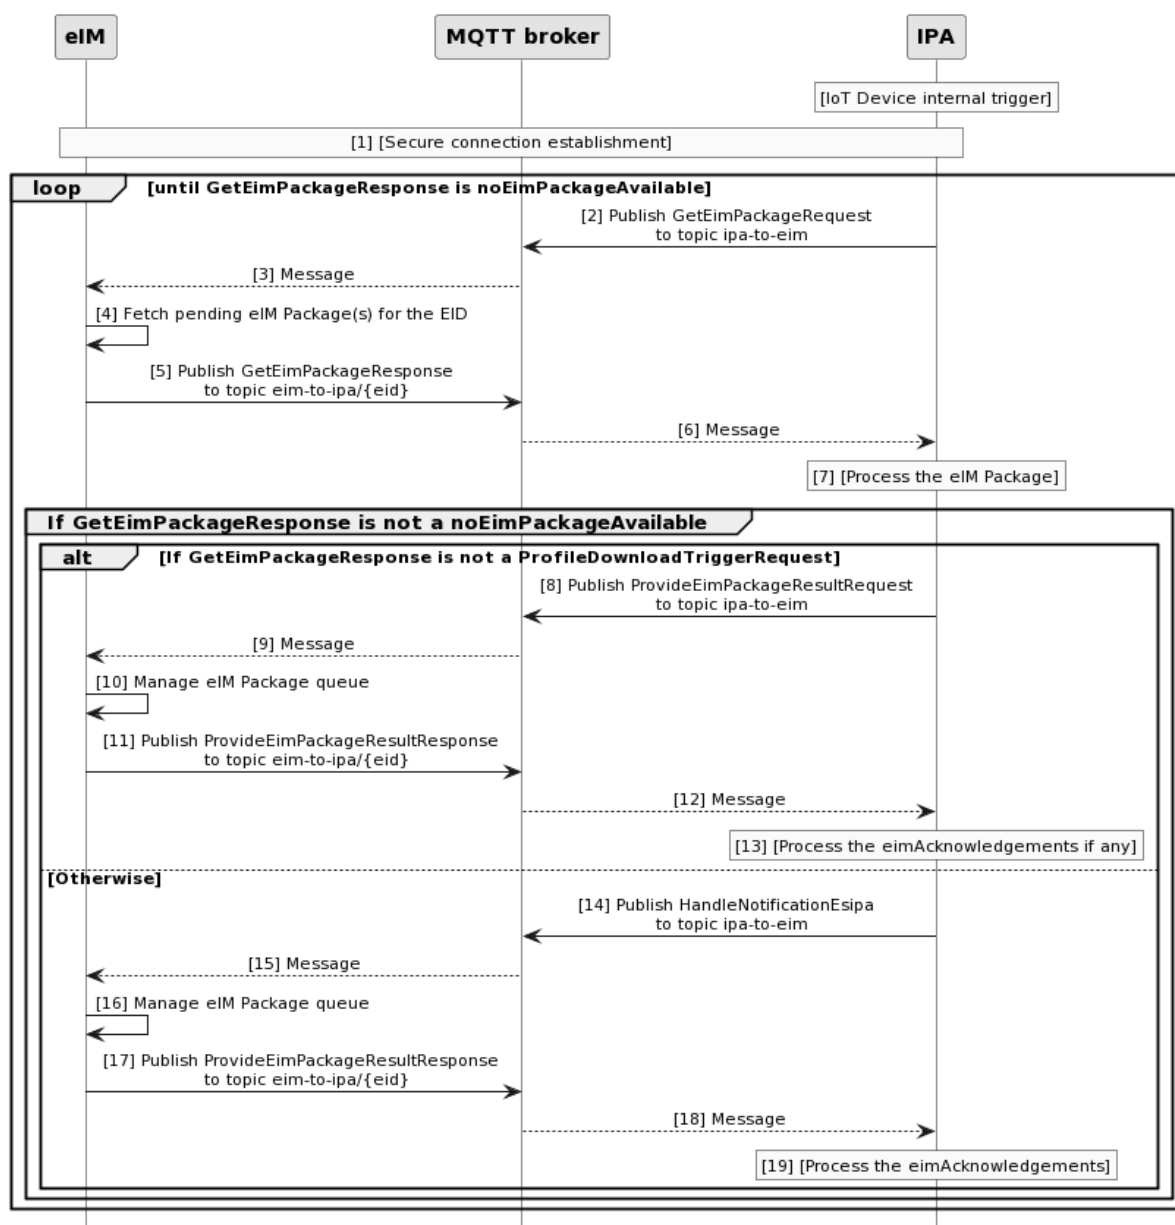 eIM
MQTT broker
IPA
[IoT Device internal trigger]
[1] [Secure connection establishment]
loop
[until GetEimPackageResponse is noEimPackageAvailable]
[2] Publish GetEimPackageRequest
to topic ipa-to-eim
[3] Message
[4] Fetch pending eIM Package(s) for the EID
[5] Publish GetEimPackageResponse
to topic eim-to-ipa/{eid}
[6] Message
[7] [Process the eIM Package]
If GetEimPackageResponse is not a noEimPackageAvailable
alt
[If GetEimPackageResponse is not a ProfileDownloadTriggerRequest]
[8] Publish ProvideEimPackageResultRequest
to topic ipa-to-eim
[9] Message
[10] Manage eIM Package queue
[11] Publish ProvideEimPackageResultResponse
to topic eim-to-ipa/{eid}
[12] Message
[13] [Process the eimAcknowledgements if any]
[Otherwise]
[14] Publish HandleNotificationEsipa
to topic ipa-to-eim
[15] Message
[16] Manage eIM Package queue
[17] Publish ProvideEimPackageResultResponse
to topic eim-to-ipa/{eid}
[18] Message
[19] [Process the eimAcknowledgements]